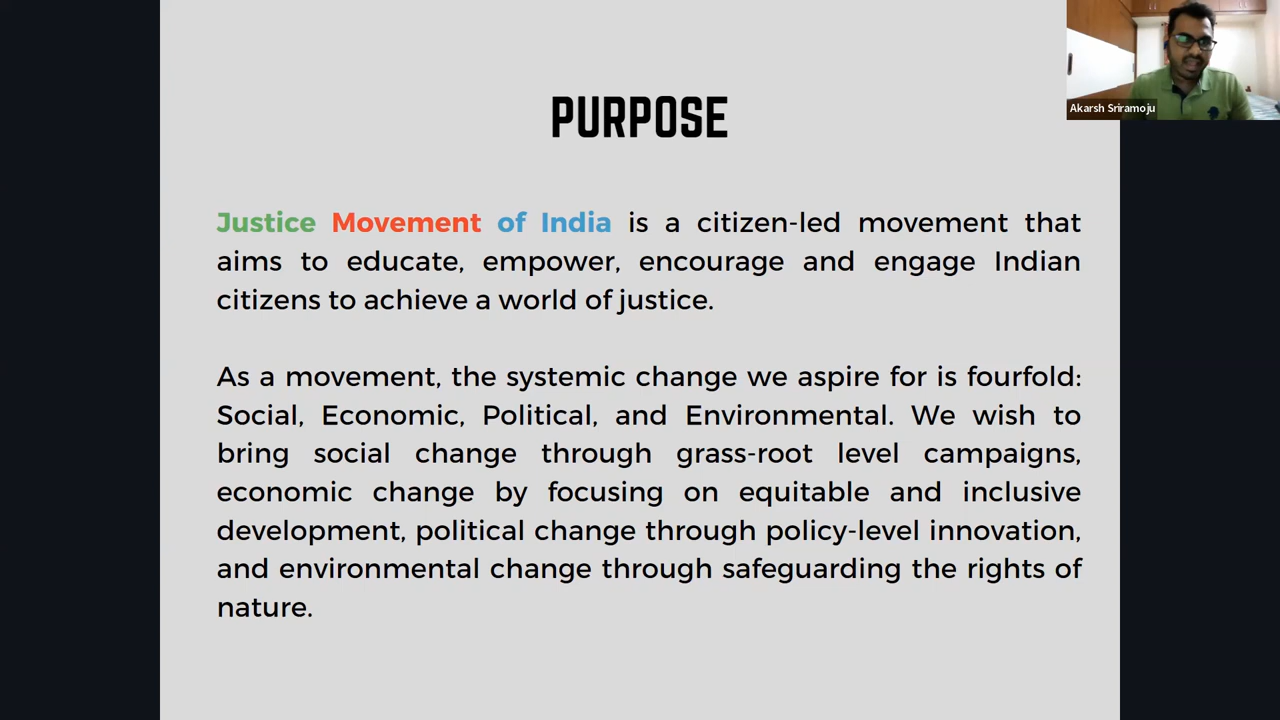 PURPOSE
Justice Movement of India is a citizen-led movement that
aims to educate, empower, encourage and engage Indian
citizens to achieve a world of justice.
As a movement, the systemic change we aspire for is fourfold:
Social, Economic, Political, and Environmental. We wish to
bring social change through grass-root level campaigns,
economic change by focusing on equitable and inclusive
development, political change through policy-level innovation,
and environmental change through safeguarding the rights of
nature.
Akarsh Sriramoju